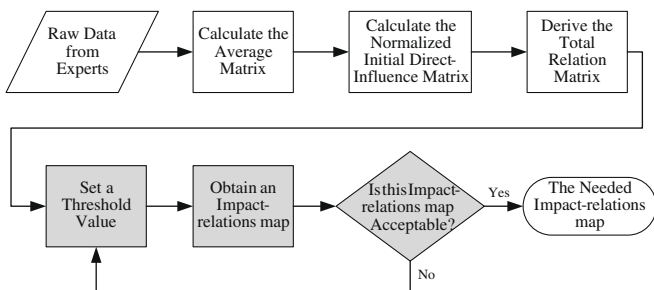 Raw Data
from
Experts
Calculate the
Average
Matrix
Calculate the
Normalized
Initial Direct-
Influence Matrix
Derive the
Total
Relation
Matrix
Set a
Threshold
Value
Obtain an
Impact-
relations map
Is this Impact-
relations map
Acceptable?
Yes
The Needed
Impact-relations
map
No